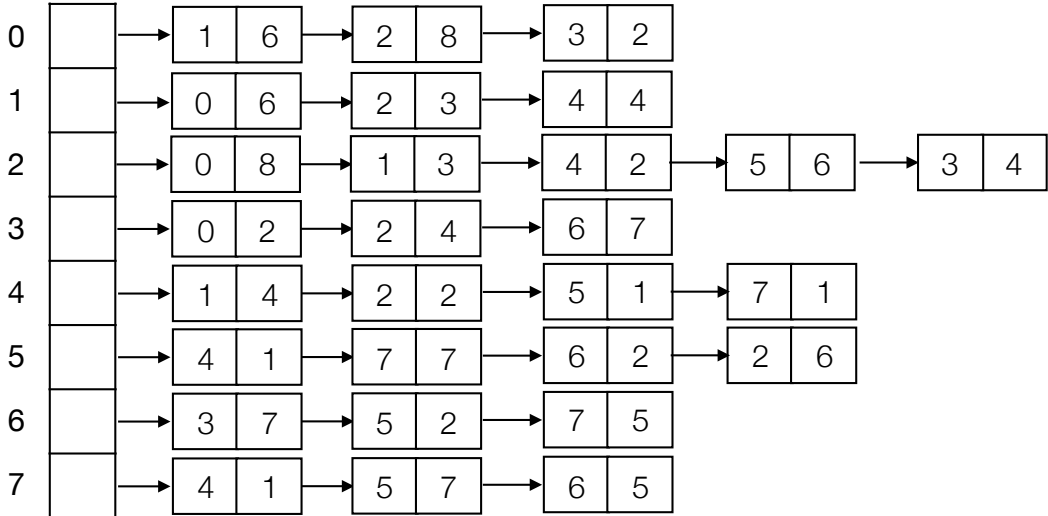 0 1 6 2 8 3 2
1 0 6 2 3 4 4
2 0 8 1 3 4 2 5 6 3 4
3 0 2 2 4 6 7
4 1 4 2 2 5 1 7 1
5 4 1 7 7 6 2 2 6
6 3 7 5 2 7 5
7 4 1 5 7 6 5